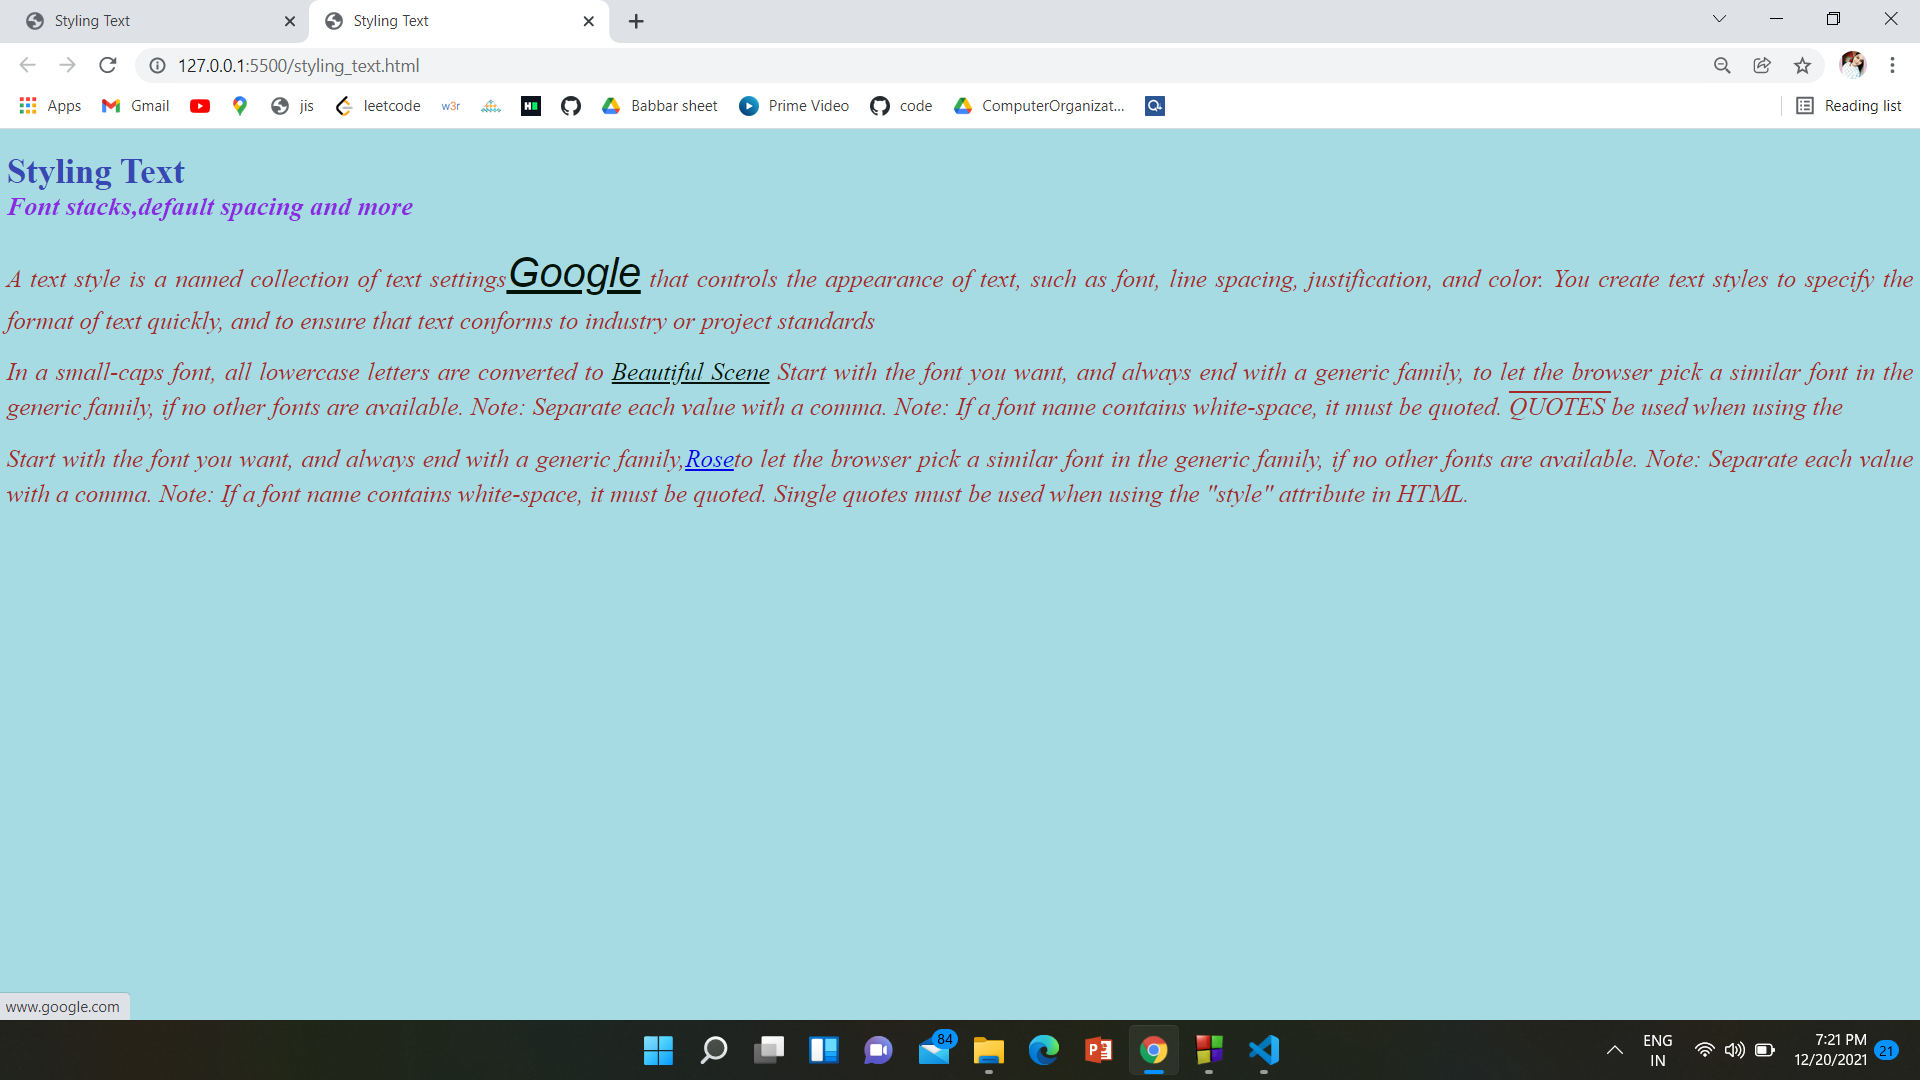 Styling Text
Styling Text
127.0.0.1:5500/styling_text.html
Apps
Gmail
jis
leetcode
w3r
Babbar sheet
Prime Video
code
ComputerOrganizat...
Reading list
Styling Text
Font stacks,default spacing and more
A text style is a named collection of text settings Google that controls the appearance of text, such as font, line spacing, justification, and color. You create text styles to specify the
format of text quickly, and to ensure that text conforms to industry or project standards
In a small-caps font, all lowercase letters are converted to Beautiful Scene Start with the font you want, and always end with a generic family, to let the browser pick a similar font in the
generic family, if no other fonts are available. Note: Separate each value with a comma. Note: If a font name contains white-space, it must be quoted. QUOTES be used when using the
Start with the font you want, and always end with a generic family,Roseto let the browser pick a similar font in the generic family, if no other fonts are available. Note: Separate each value
with a comma. Note: If a font name contains white-space, it must be quoted. Single quotes must be used when using the "style" attribute in HTML.
www.google.com
84
ENG
IN
7:21 PM
12/20/2021
21